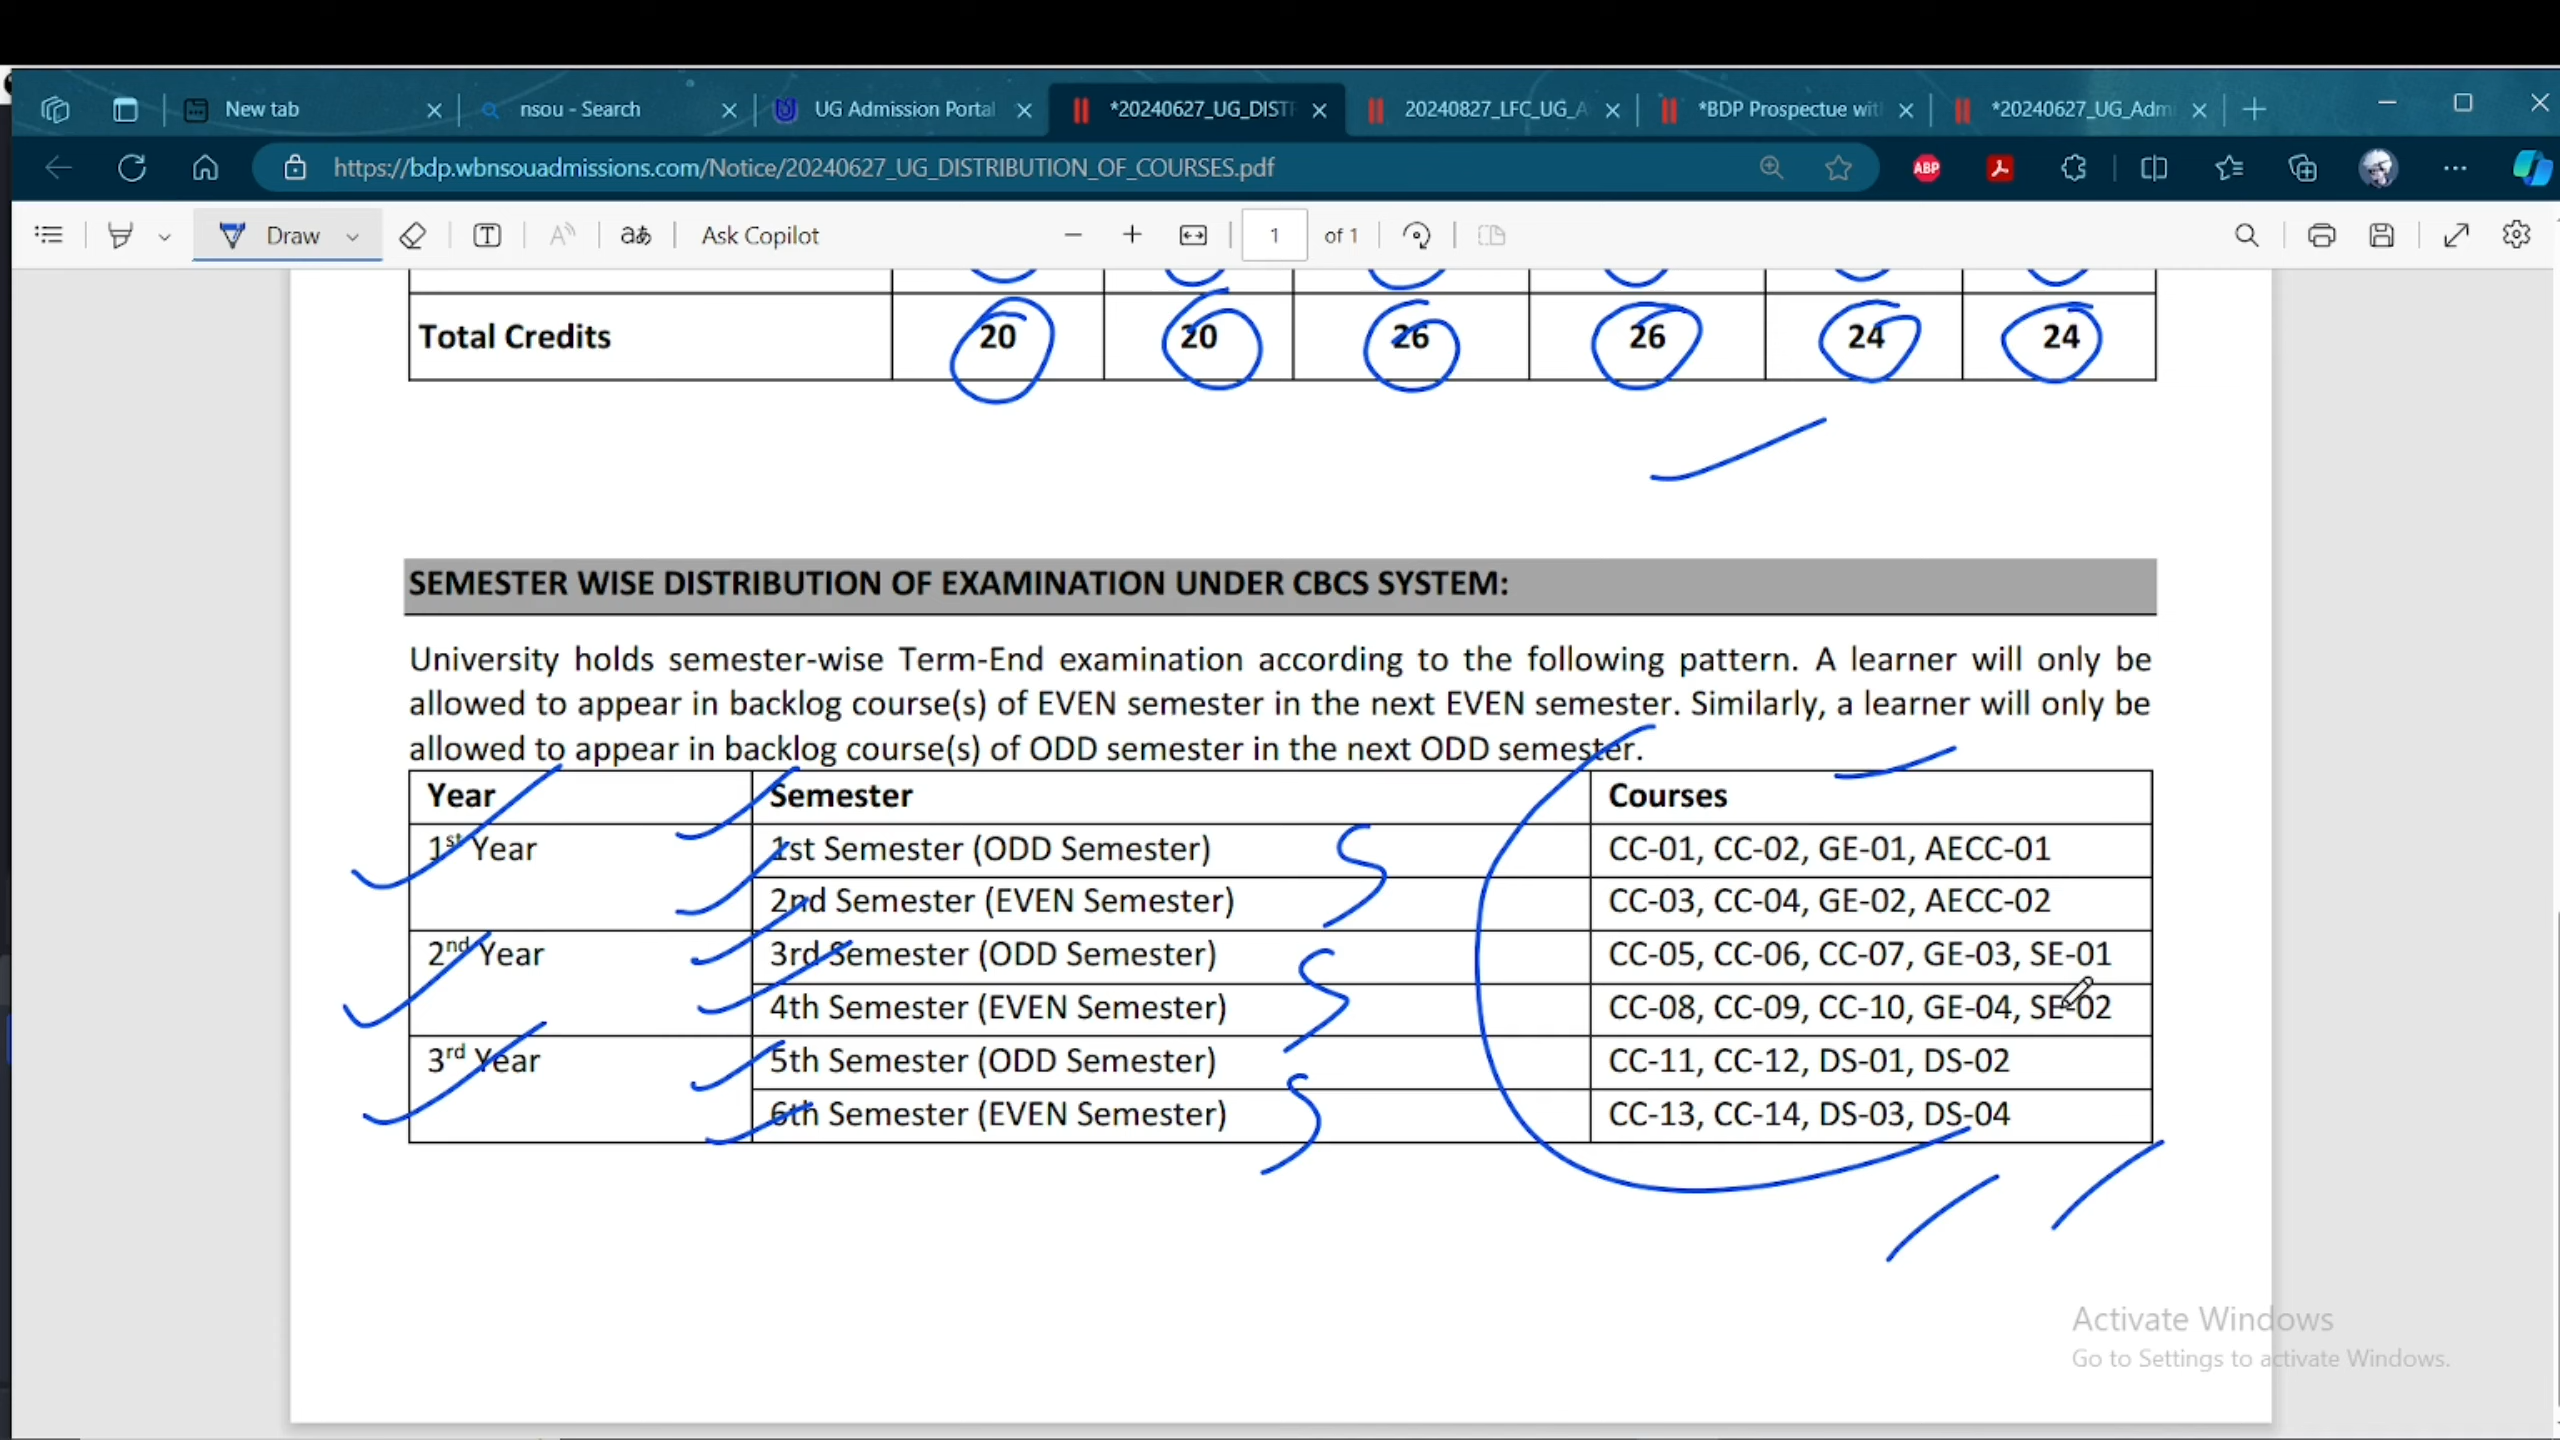 New tab
nsou - Search
UG Admission Portal
*20240627_UG_DISTR
20240827_LFC_UG_A
*BDP Prospectue wit
*20240627_UG_Adm
https://bdp.wbnsouadmissions.com/Notice/20240627_UG_DISTRIBUTION_OF_COURSES.pdf
ABP
Draw
Ask Copilot
1 of 1
Total Credits 20 20 26 26 24 24
SEMESTER WISE DISTRIBUTION OF EXAMINATION UNDER CBCS SYSTEM:
University holds semester-wise Term-End examination according to the following pattern. A learner will only be
allowed to appear in backlog course(s) of EVEN semester in the next EVEN semester. Similarly, a learner will only be
allowed to appear in backlog course(s) of ODD semester in the next ODD semester.
Year Semester Courses
1st Year 1st Semester (ODD Semester) CC-01, CC-02, GE-01, AECC-01
2nd Semester (EVEN Semester) CC-03, CC-04, GE-02, AECC-02
2nd Year 3rd Semester (ODD Semester) CC-05, CC-06, CC-07, GE-03, SE-01
4th Semester (EVEN Semester) CC-08, CC-09, CC-10, GE-04, SE-02
3rd Year 5th Semester (ODD Semester) CC-11, CC-12, DS-01, DS-02
6th Semester (EVEN Semester) CC-13, CC-14, DS-03, DS-04
Activate Windows
Go to Settings to activate Windows.